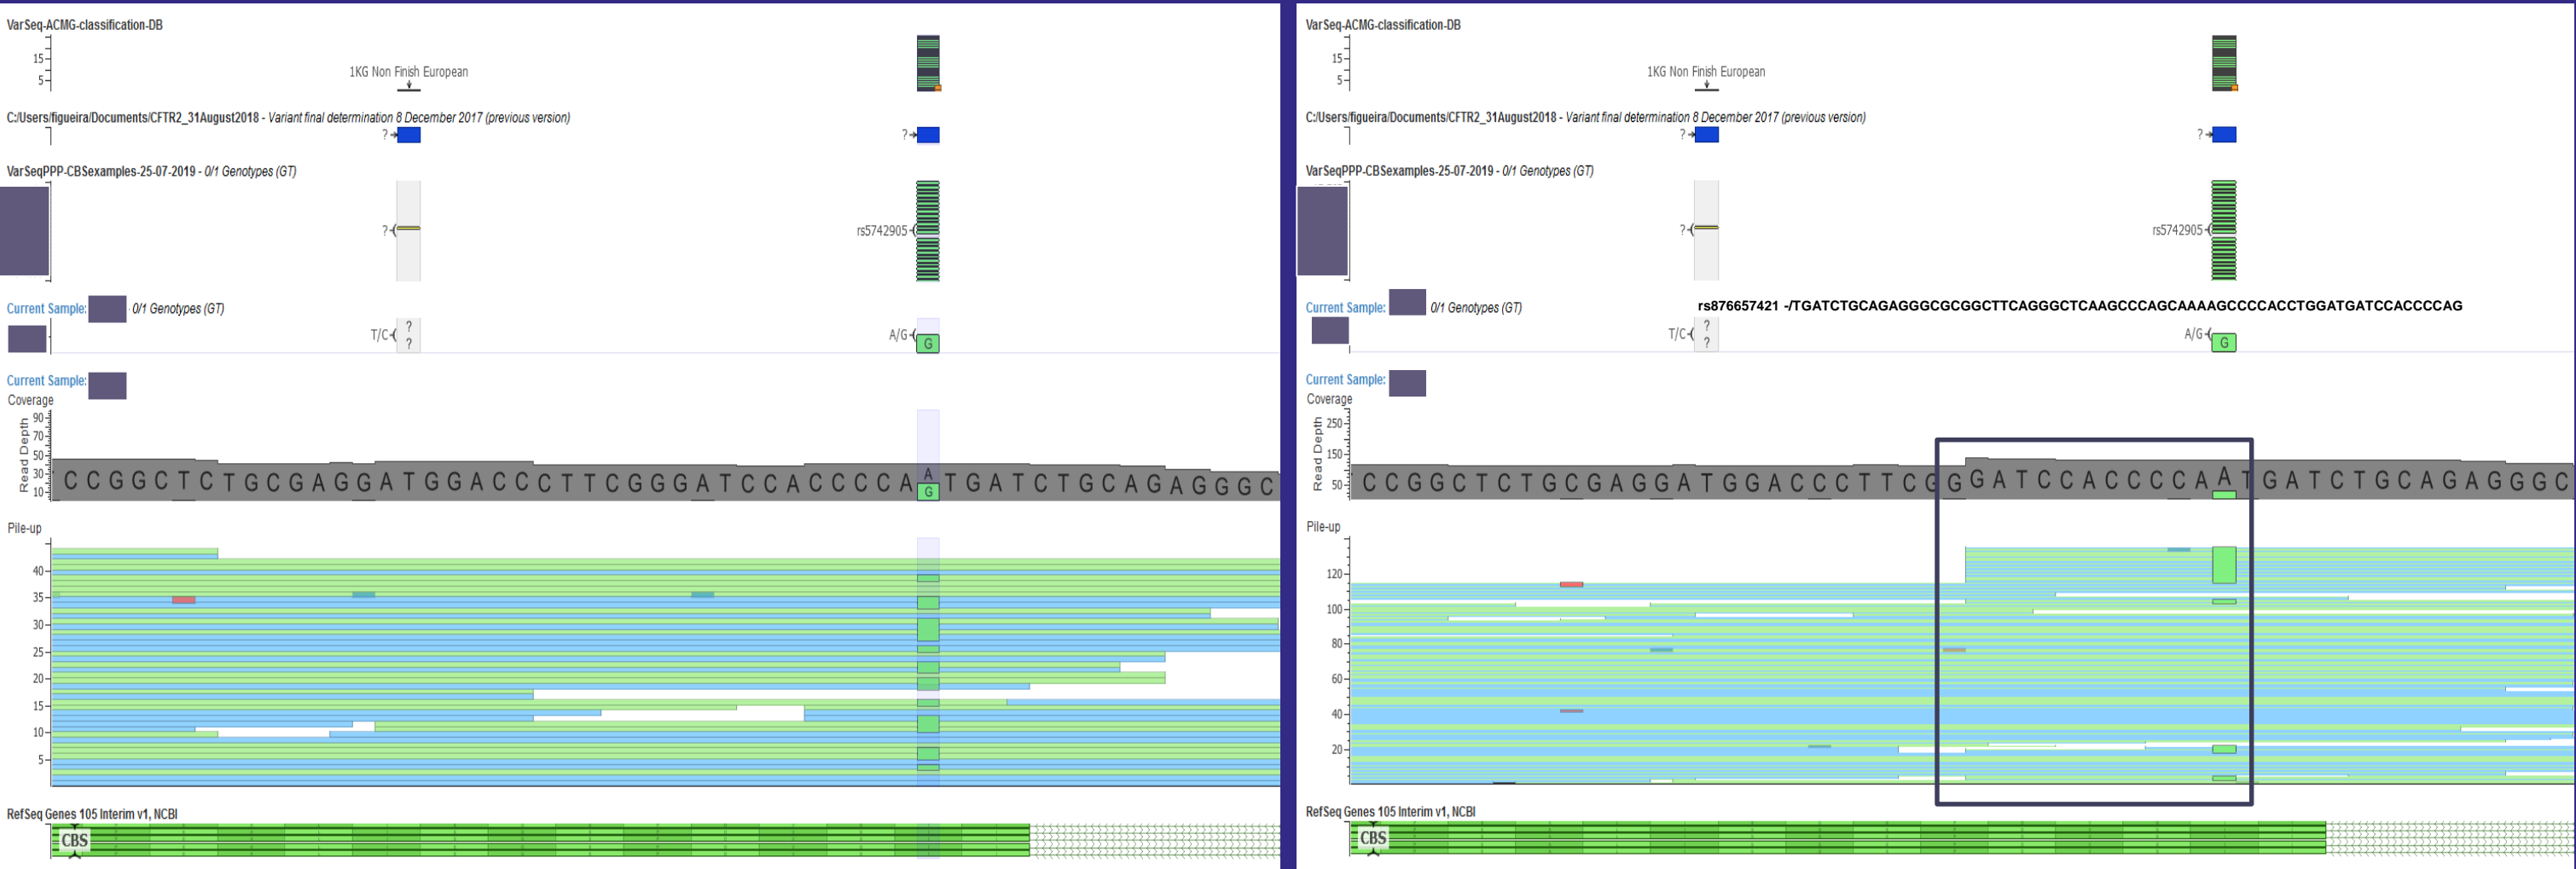 VarSeq-ACMG-classification-DB
15
5
1KG Non Finish European
C:/Users/figueira/Documents/CFTR2_31August2018 - Variant final determination 8 December 2017 (previous version)
?
?
VarSeqPPP-CBSexamples-25-07-2019 - 0/1 Genotypes (GT)
?
rs5742905
Current Sample: 0/1 Genotypes (GT)
T/C
?
?
A/G
G
Current Sample:
Coverage
Read Depth
90
70
50
30
10
C C G G C T C T G C G A G G A T G G A C C C T T C G G G A T C C A C C C C A A T G A T C T G C A G A G G G C
G
Pile-up
40
35
30
25
20
15
10
5
RefSeq Genes 105 Interim v1, NCBI
CBS
VarSeq-ACMG-classification-DB
15
5
1KG Non Finish European
C:/Users/figueira/Documents/CFTR2_31August2018 - Variant final determination 8 December 2017 (previous version)
?
?
VarSeqPPP-CBSexamples-25-07-2019 - 0/1 Genotypes (GT)
?
rs5742905
Current Sample: 0/1 Genotypes (GT)
rs876657421 -/TGATCTGCAGAGGGCGCGGCTTCAGGGCTCAAGCCCAGCAAAAGCCCCACCTGGATGATCCACCCCAG
T/C
?
?
A/G
G
Current Sample:
Coverage
Read Depth
250
150
50
C C G G C T C T G C G A G G A T G G A C C C T T C G G G A T C C A C C C C A A T G A T C T G C A G A G G G C
Pile-up
120
100
80
60
40
20
RefSeq Genes 105 Interim v1, NCBI
CBS